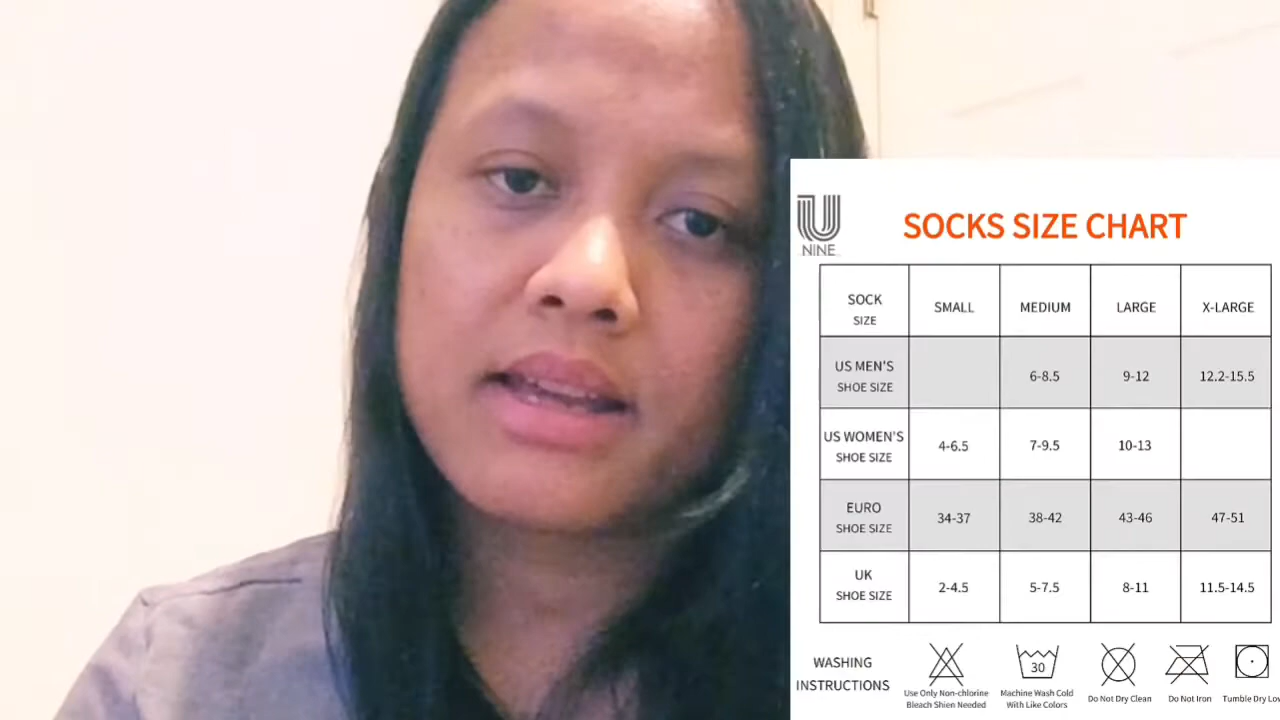 U
NINE
SOCKS SIZE CHART
SOCK SIZE SMALL MEDIUM LARGE X-LARGE
US MEN'S SHOE SIZE 6-8.5 9-12 12.2-15.5
US WOMEN'S SHOE SIZE 4-6.5 7-9.5 10-13
EURO SHOE SIZE 34-37 38-42 43-46 47-51
UK SHOE SIZE 2-4.5 5-7.5 8-11 11.5-14.5
30
WASHING INSTRUCTIONS
Use Only Non-chlorine Bleach Shien Needed
Machine Wash Cold With Like Colors
Do Not Dry Clean
Do Not Iron
Tumble Dry Lov